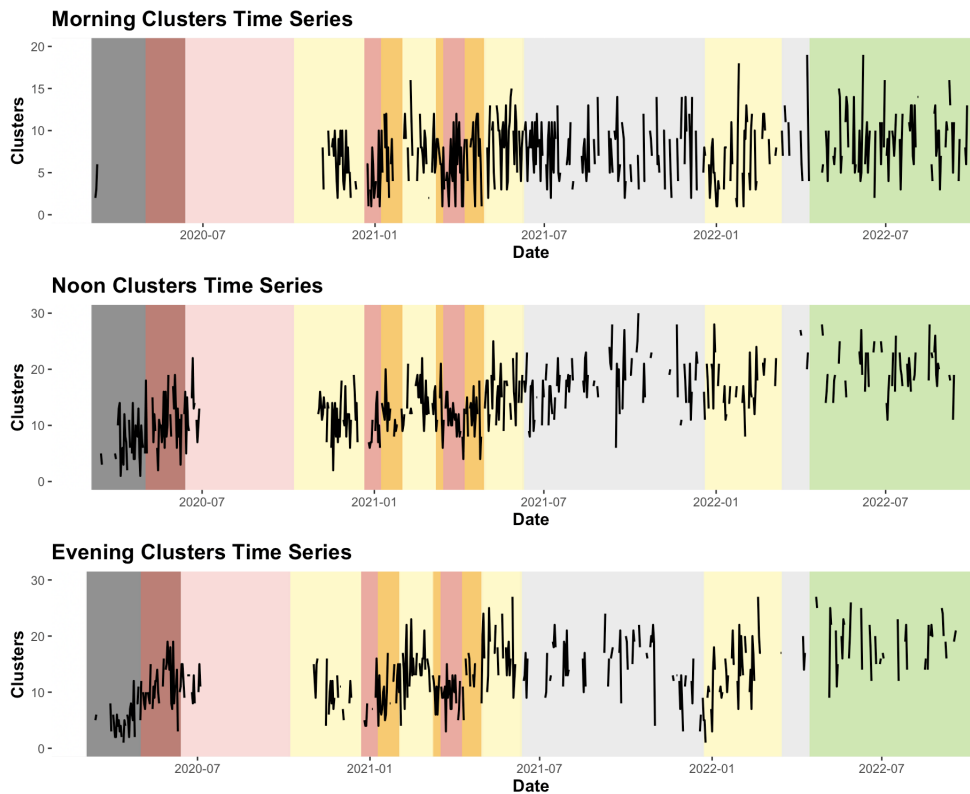 Morning Clusters Time Series
20
15
10
5
0
Clusters
2020-07 2021-01 2021-07 2022-01 2022-07
Date
Noon Clusters Time Series
30
20
10
0
Clusters
2020-07 2021-01 2021-07 2022-01 2022-07
Date
Evening Clusters Time Series
30
20
10
0
Clusters
2020-07 2021-01 2021-07 2022-01 2022-07
Date